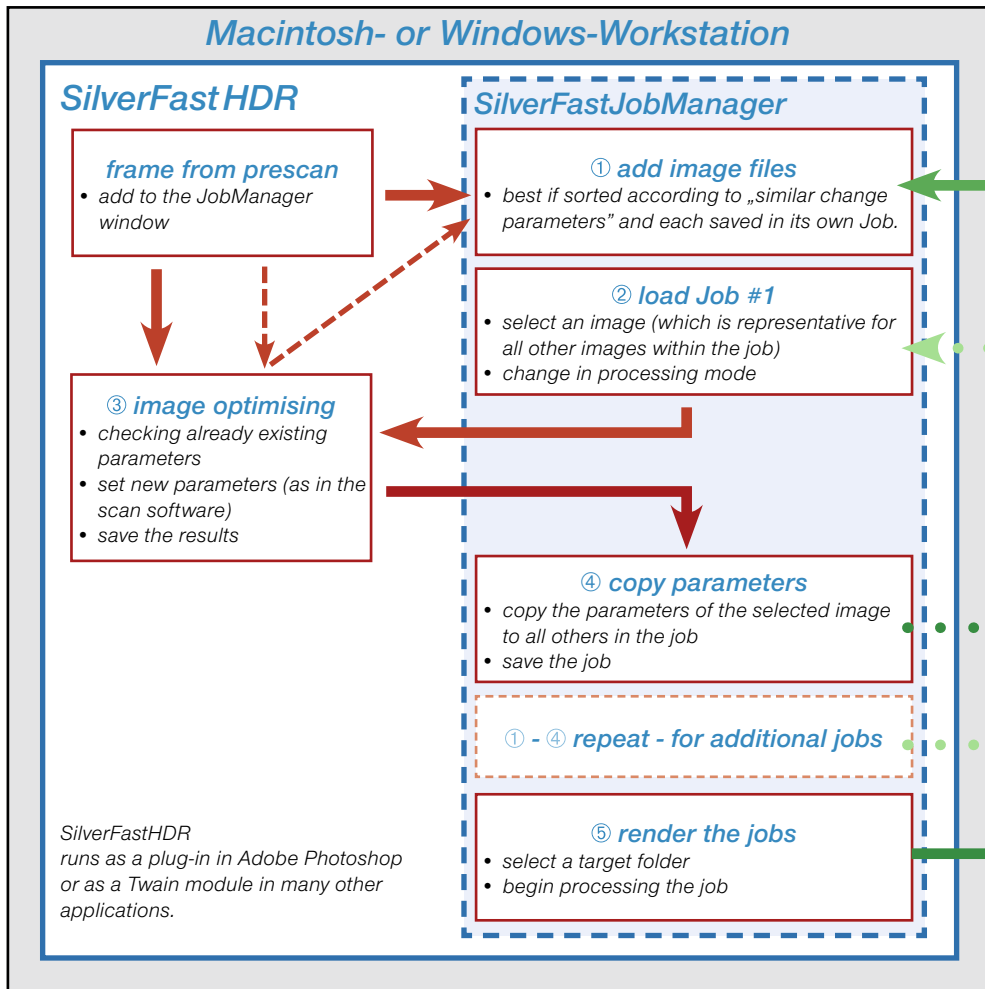 Macintosh- or Windows-Workstation
SilverFast HDR
frame from prescan
• add to the JobManager
window
③ image optimising
• checking already existing
parameters
• set new parameters (as in the
scan software)
• save the results
SilverFastHDR
runs as a plug-in in Adobe Photoshop
or as a Twain module in many other
applications.
SilverFastJobManager
① add image files
• best if sorted according to „similar change
parameters” and each saved in its own Job.
② load Job #1
• select an image (which is representative for
all other images within the job)
• change in processing mode
④ copy parameters
• copy the parameters of the selected image
to all others in the job
• save the job
① - ④ repeat - for additional jobs
⑤ render the jobs
• select a target folder
• begin processing the job